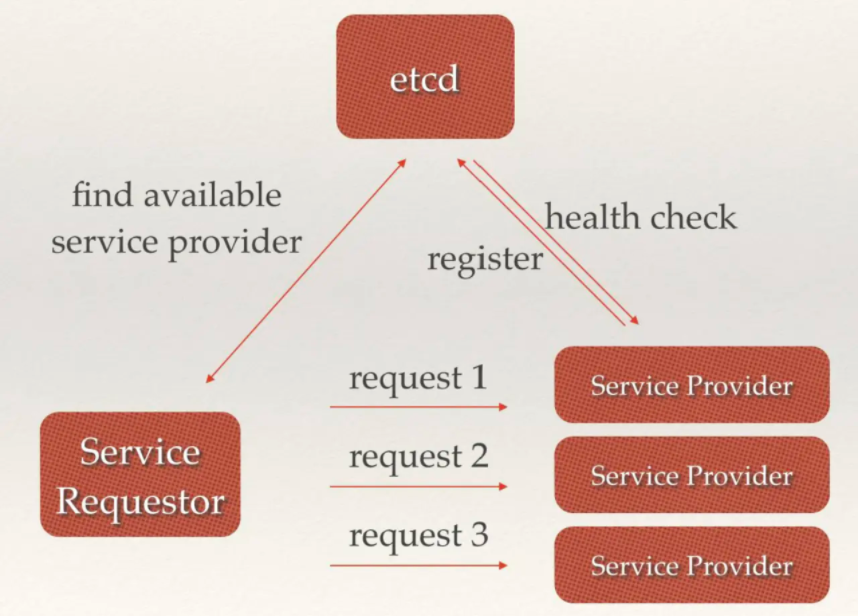 etcd
find available
service provider
health check
register
request 1
Service Provider
Service
Requestor
request 2
Service Provider
request 3
Service Provider